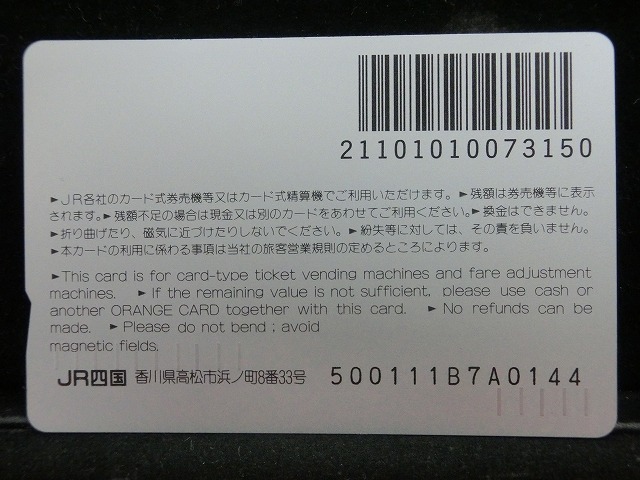 21101010073150
►JR各社のカード式券売機等又はカード式精算機でご利用いただけます。►残額は券売機等に表示
されます。►残額不足の場合は現金又は別のカードをあわせてご利用ください。►換金はできません。
►折り曲げたり、磁気に近づけたりしないでください。►紛失等に対しては、その責を負いません。
►本カードの利用に係わる事項は当社の旅客営業規則の定めるところによります。
►This card is for card-type ticket vending machines and fare adjustment
machines. ►If the remaining value is not sufficient, please use cash or
another ORANGE CARD together with this card. ►No refunds can be
made. ►Please do not bend; avoid
magnetic fields.
JR四国 香川県高松市浜ノ町8番33号 500111B7A0144